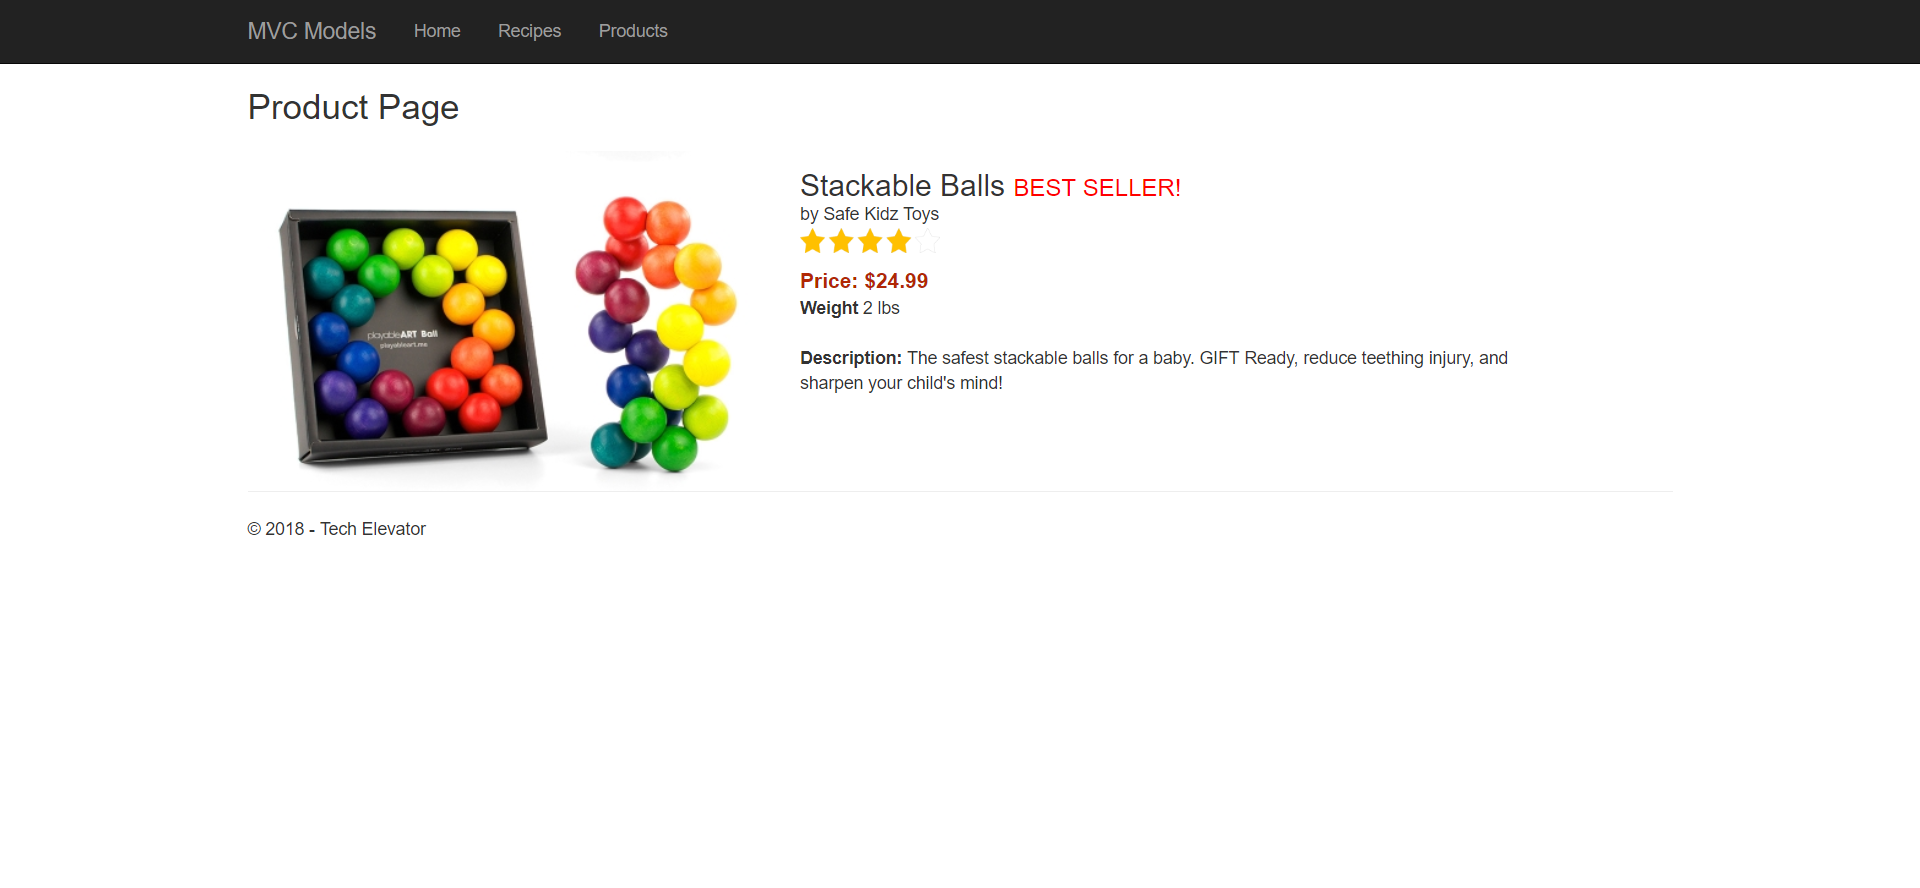 MVC Models Home Recipes Products
Product Page
Stackable Balls BEST SELLER!
by Safe Kidz Toys
Price: $24.99
Weight 2 lbs
Description: The safest stackable balls for a baby. GIFT Ready, reduce teething injury, and
sharpen your child's mind!
playableART Ball
playableart.me
© 2018 - Tech Elevator